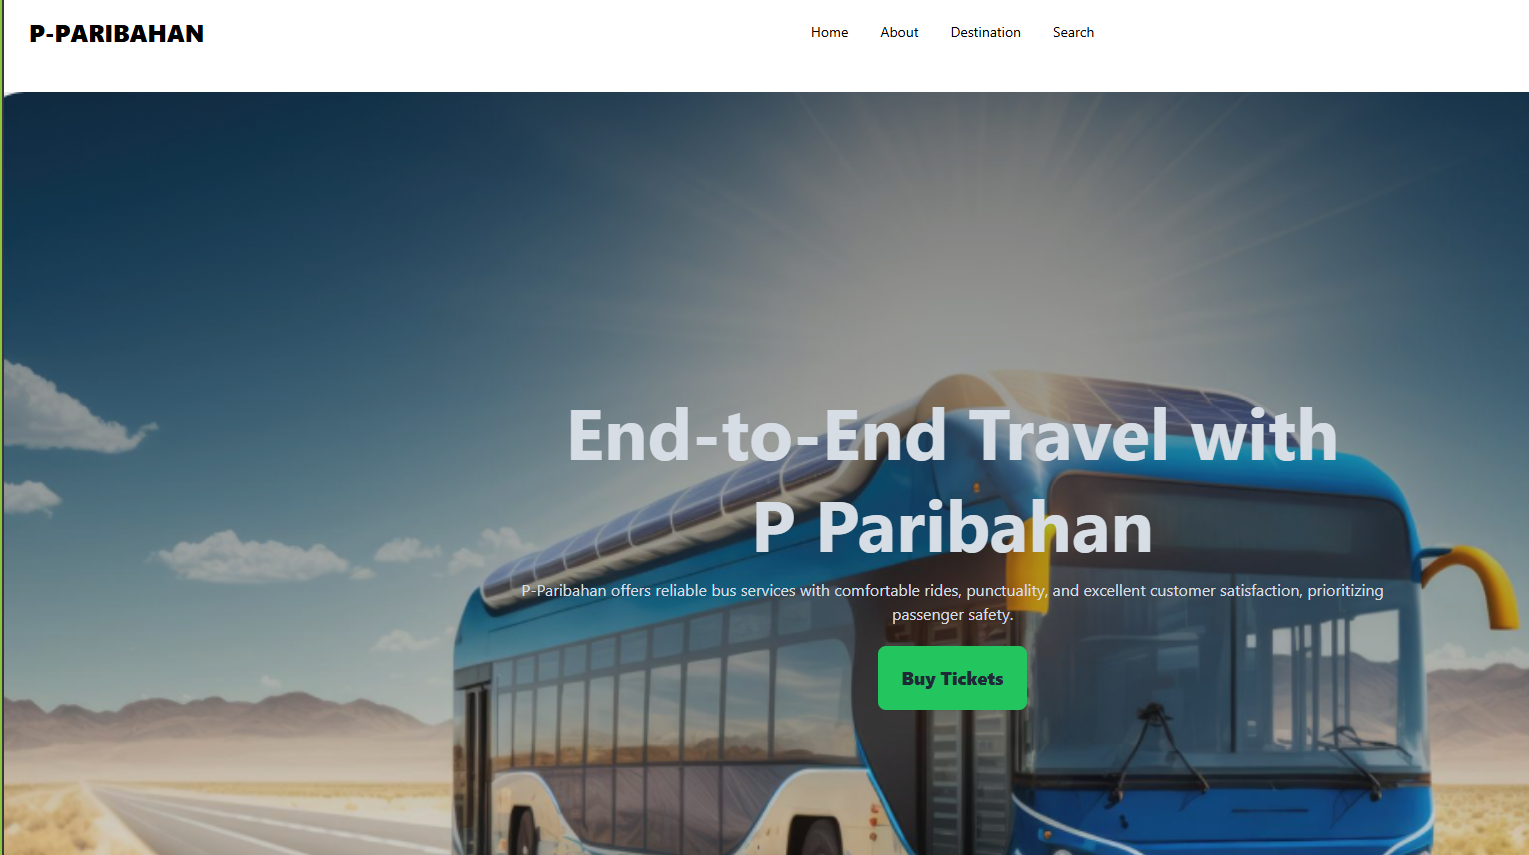 P-PARIBAHAN
Home About Destination Search
End-to-End Travel with
P Paribahan
P-Paribahan offers reliable bus services with comfortable rides, punctuality, and excellent customer satisfaction, prioritizing
passenger safety.
Buy Tickets